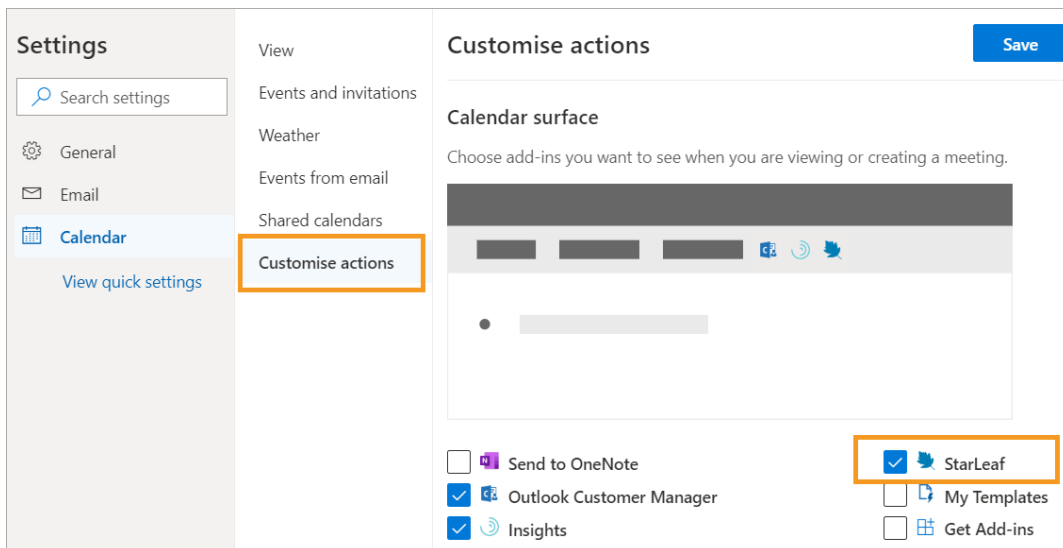 Settings
Search settings
General
Email
Calendar
View quick settings
View
Events and invitations
Weather
Events from email
Shared calendars
Customise actions
Customise actions
Save
Calendar surface
Choose add-ins you want to see when you are viewing or creating a meeting.
Send to OneNote
Outlook Customer Manager
Insights
StarLeaf
My Templates
Get Add-ins